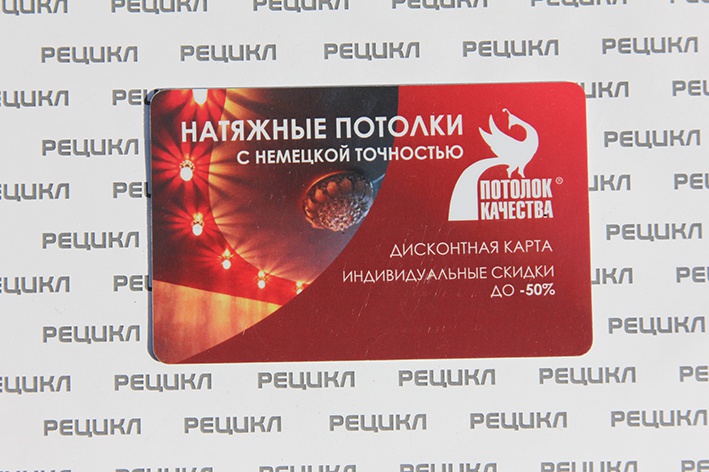 НАТЯЖНЫЕ ПОТОЛКИ
С НЕМЕЦКОЙ ТОЧНОСТЬЮ
ПОТОЛОК ®
КАЧЕСТВА
ДИСКОНТНАЯ КАРТА
ИНДИВИДУАЛЬНЫЕ СКИДКИ
ДО -50%
РЕЦИКЛ